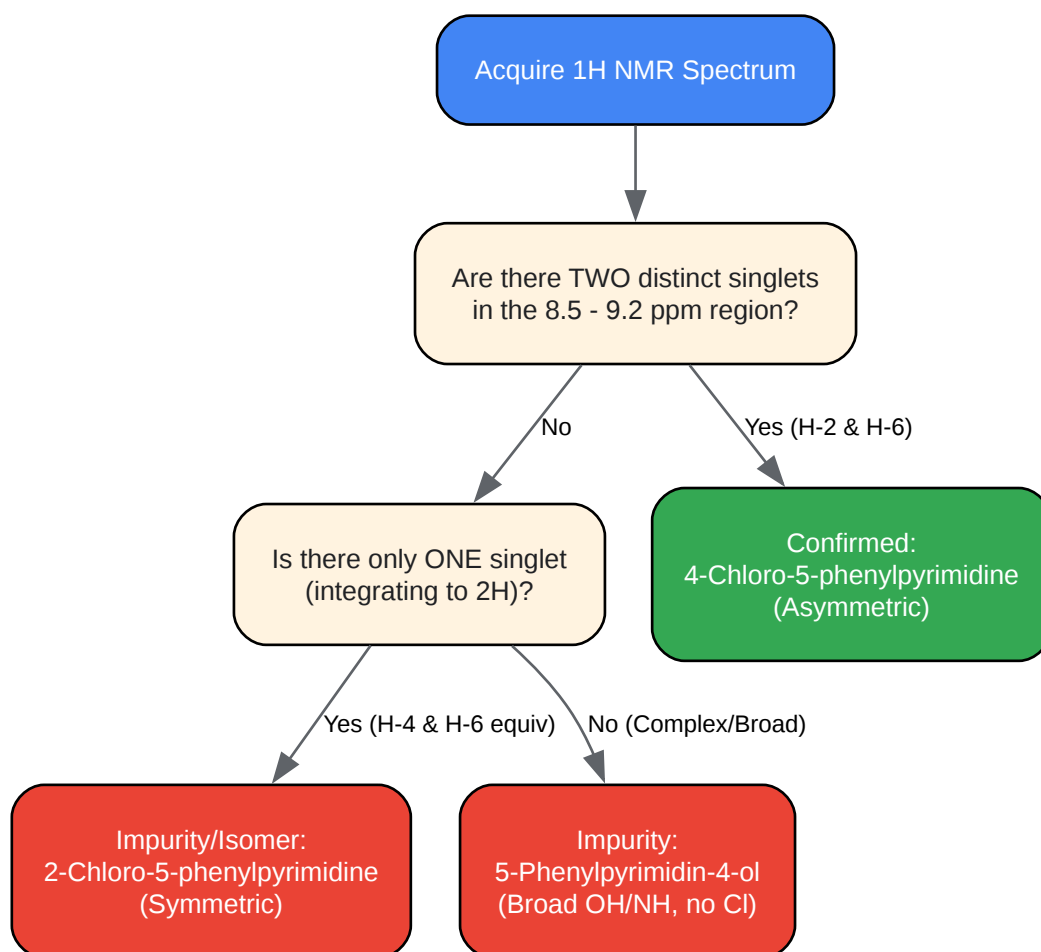 Acquire 1H NMR Spectrum
Are there TWO distinct singlets
in the 8.5 - 9.2 ppm region?
No
Yes (H-2 & H-6)
Is there only ONE singlet
(integrating to 2H)?
Confirmed:
4-Chloro-5-phenylpyrimidine
(Asymmetric)
Yes (H-4 & H-6 equiv)
No (Complex/Broad)
Impurity/Isomer:
2-Chloro-5-phenylpyrimidine
(Symmetric)
Impurity:
5-Phenylpyrimidin-4-ol
(Broad OH/NH, no Cl)